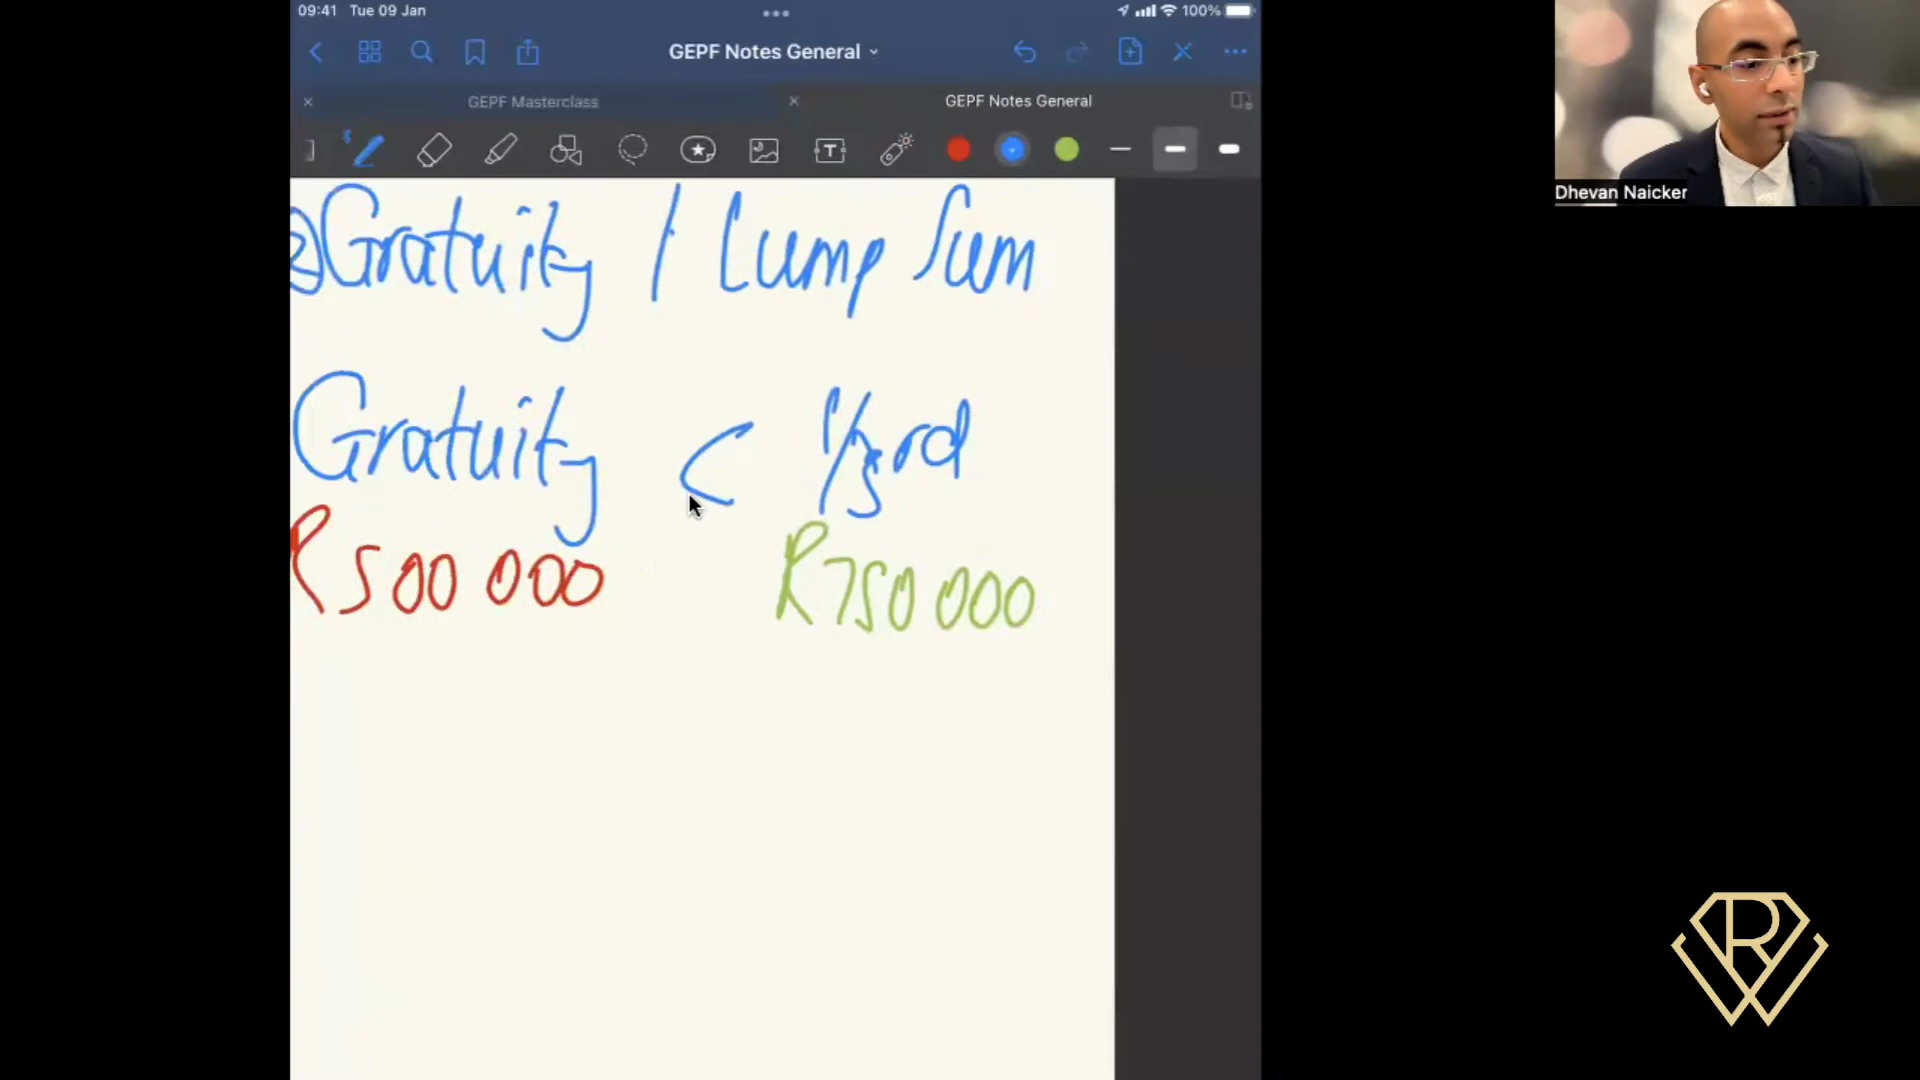 09:41 Tue 09 Jan
100%
GEPF Notes General
GEPF Masterclass
GEPF Notes General
② Gratuity / Lump Sum
Gratuity < 1/3rd
R500 000
R750 000
Dhevan Naicker